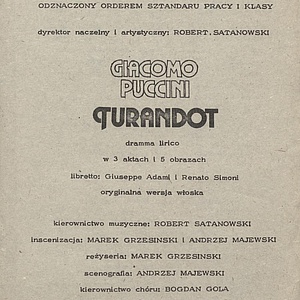 ODZNACZONY ORDEREM SZTANDARU PRACY I KLASY
dyrektor naczelny i artystyczny: ROBERT SATANOWSKI
GIACOMO
PUCCINI
TURANDOT
dramma lirico
w 3 aktach i 5 obrazach
libretto: Giuseppe Adami i Renato Simoni
oryginalna wersja włoska
kierownictwo muzyczne: ROBERT SATANOWSKI
inscenizacja: MAREK GRZESINSKI i ANDRZEJ MAJEWSKI
reżyseria: MAREK GRZESINSKI
scenografia: ANDRZEJ MAJEWSKI
kierownictwo chóru: BOGDAN GOLA